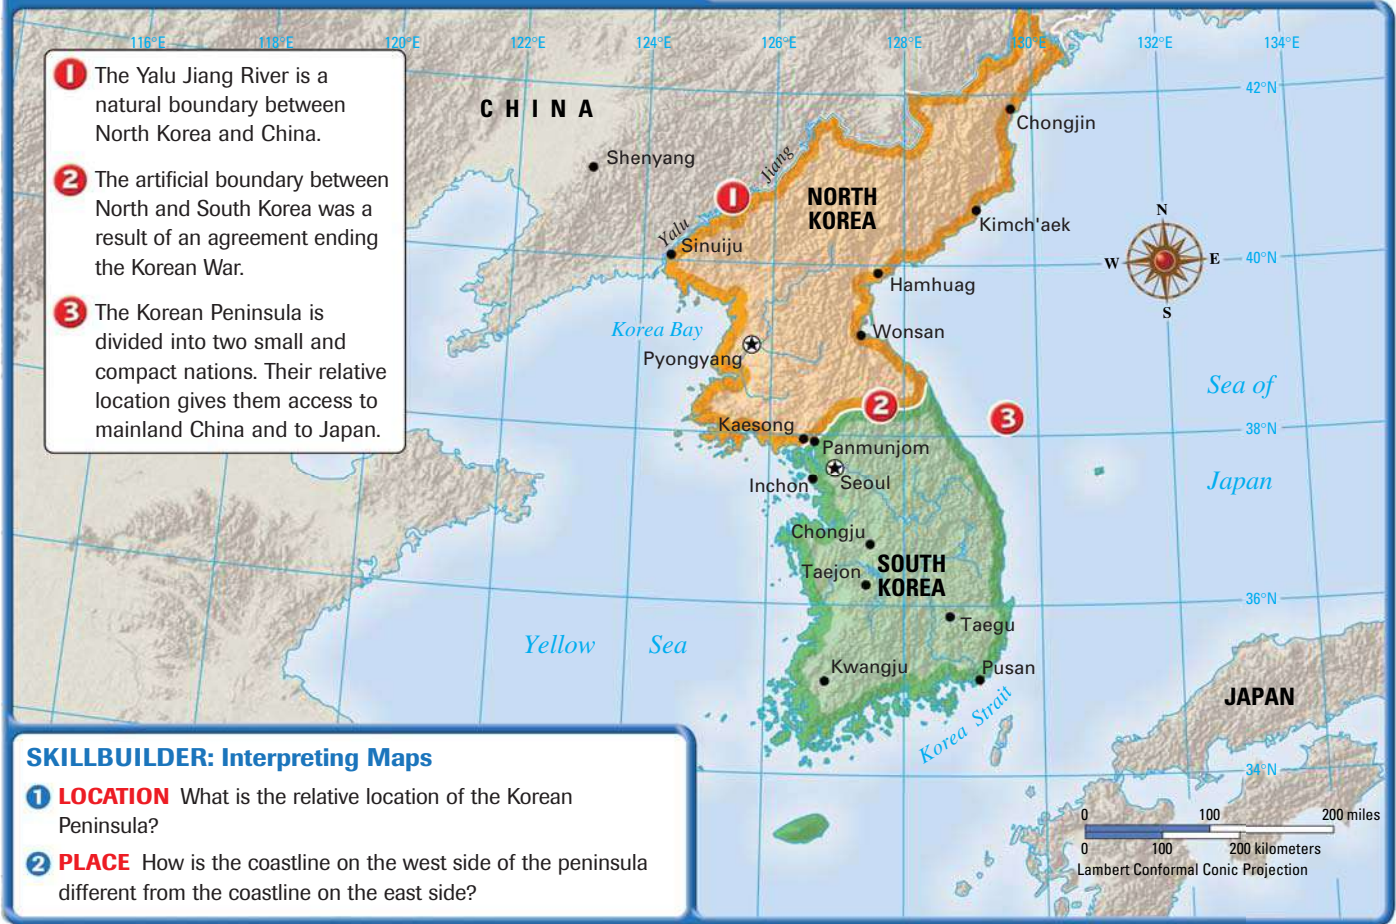 116°E
118°E
120°E
122°E
124°E
126°E
128°E
130°E
132°E
134°E
1 The Yalu Jiang River is a
natural boundary between
North Korea and China.
2 The artificial boundary between
North and South Korea was a
result of an agreement ending
the Korean War.
3 The Korean Peninsula is
divided into two small and
compact nations. Their relative
location gives them access to
mainland China and to Japan.
CHINA
Shenyang
42°N
Chongjin
Yalu Jiang
1
NORTH
KOREA
Kimch'aek
Sinuiju
N
W
E
S
40°N
Hamhuag
Korea Bay
Wonsan
Pyongyang
Sea of
Japan
2
3
38°N
Kaesong
Panmunjom
Seoul
Inchon
Chongju
Taejon
SOUTH
KOREA
36°N
Taegu
Yellow Sea
Kwangju
Pusan
Korea Strait
JAPAN
34°N
SKILLBUILDER: Interpreting Maps
1 LOCATION What is the relative location of the Korean
Peninsula?
2 PLACE How is the coastline on the west side of the peninsula
different from the coastline on the east side?
0 100 200 miles
0 100 200 kilometers
Lambert Conformal Conic Projection